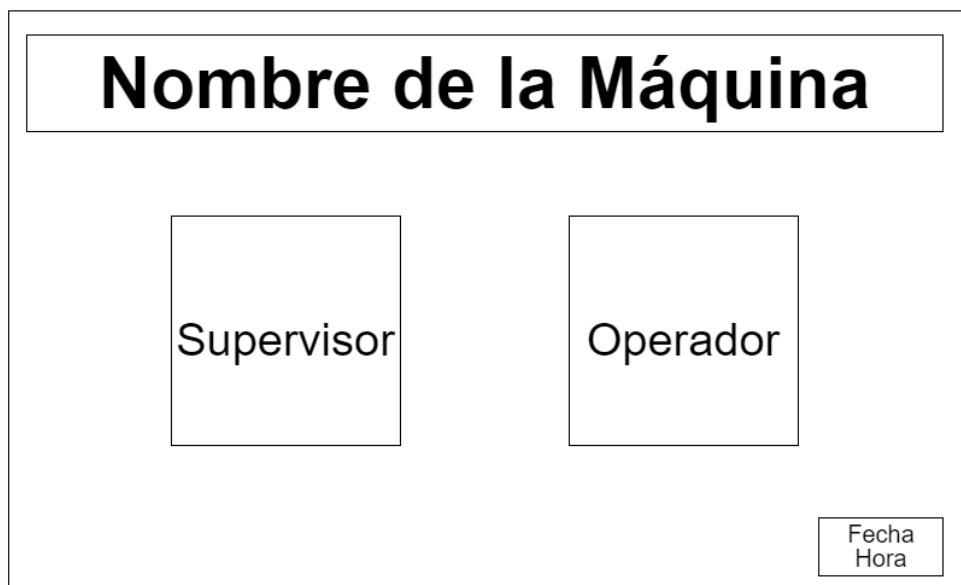 Nombre de la Máquina
Supervisor
Operador
Fecha
Hora